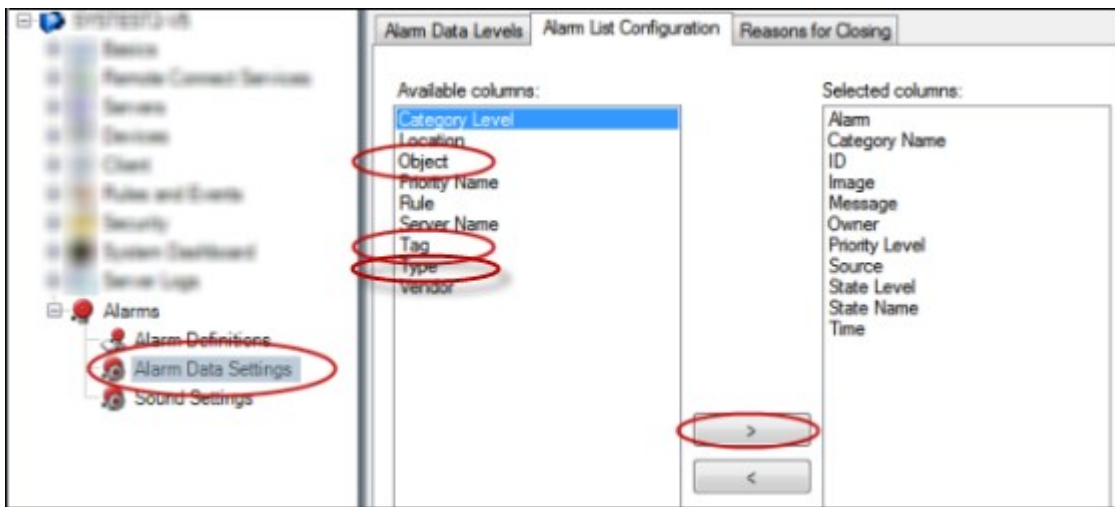 Alarms
Alarm Definitions
Alarm Data Settings
Sound Settings
Alarm Data Levels
Alarm List Configuration
Reasons for Closing
Available columns:
Category Level
Location
Object
Priority Name
Rule
Server Name
Tag
Type
Vendor
>
<
Selected columns:
Alarm
Category Name
ID
Image
Message
Owner
Priority Level
Source
State Level
State Name
Time